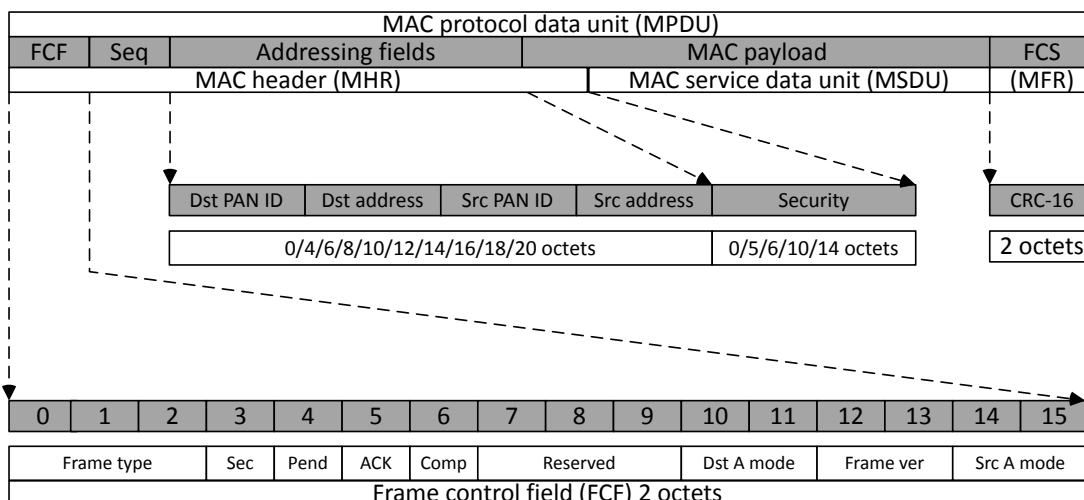 MAC protocol data unit (MPDU)
FCF Seq Addressing fields MAC payload FCS
MAC header (MHR) MAC service data unit (MSDU) (MFR)
Dst PAN ID Dst address Src PAN ID Src address Security CRC-16
0/4/6/8/10/12/14/16/18/20 octets 0/5/6/10/14 octets 2 octets
0 1 2 3 4 5 6 7 8 9 10 11 12 13 14 15
Frame type Sec Pend ACK Comp Reserved Dst A mode Frame ver Src A mode
Frame control field (FCF) 2 octets